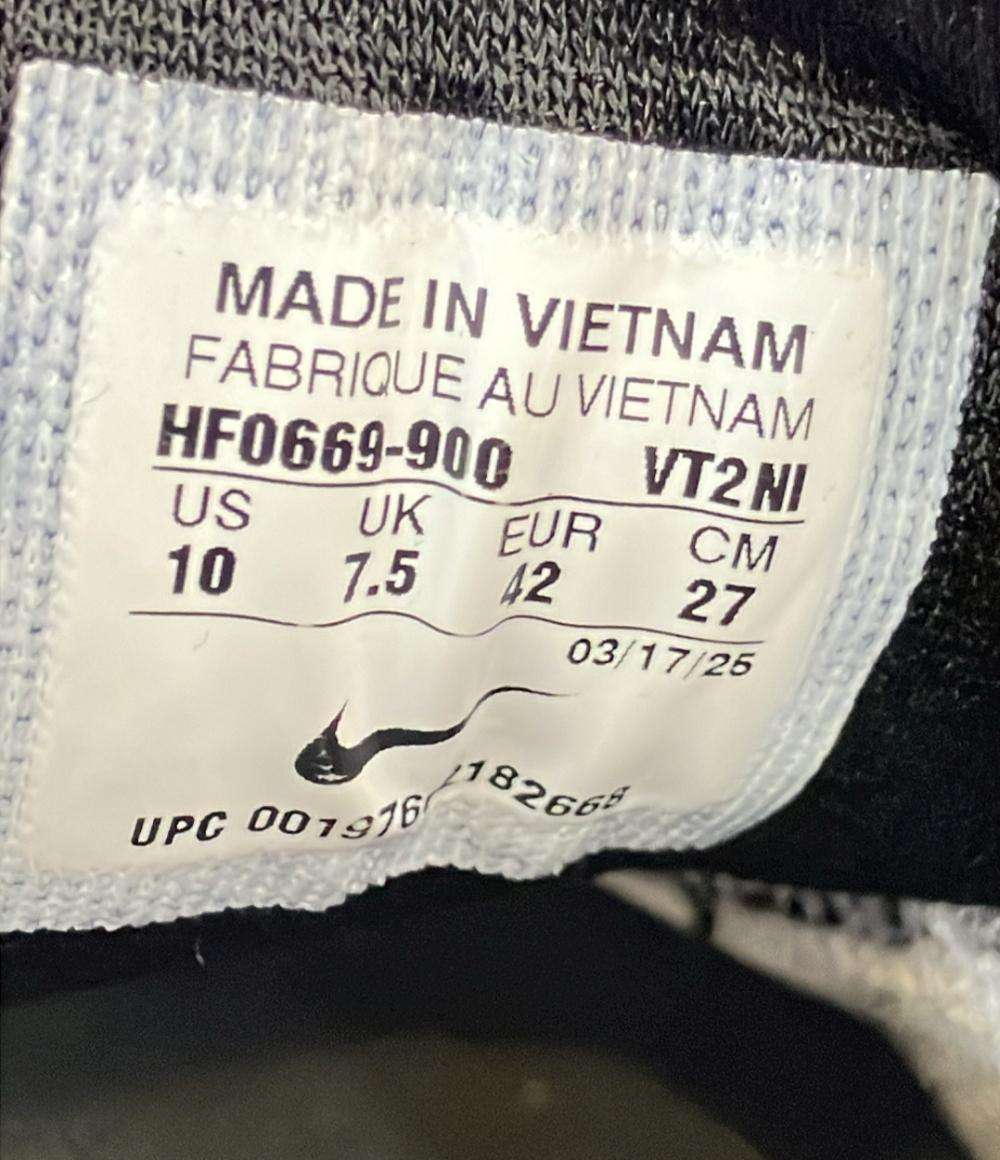 MADE IN VIETNAM
FABRIQUE AU VIETNAM
HF0669-900 VT2NI
US UK EUR CM
10 7.5 42 27
03/17/25
UPC